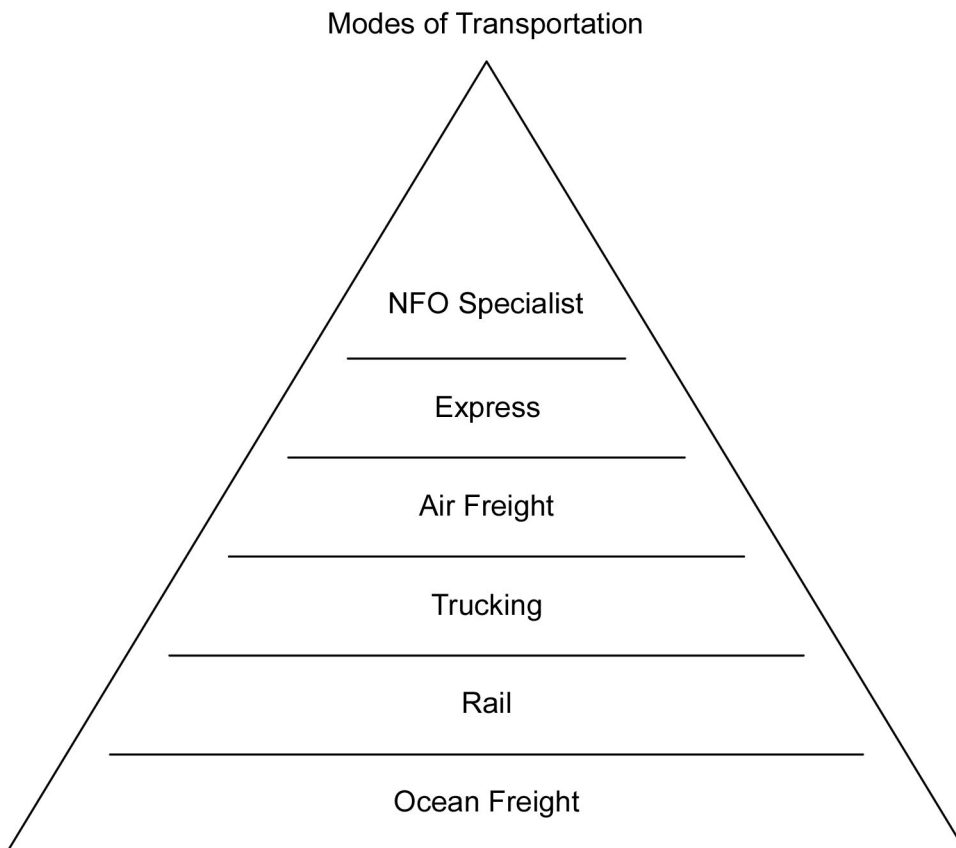 Modes of Transportation
NFO Specialist
Express
Air Freight
Trucking
Rail
Ocean Freight